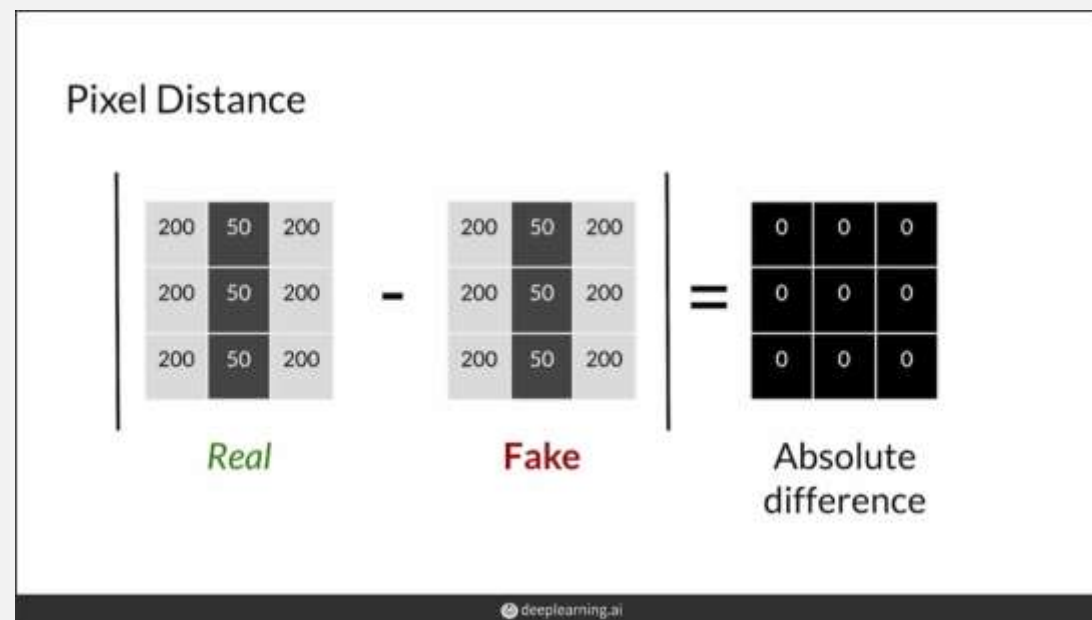 Pixel Distance
200 50 200 200 50 200 0 0 0
200 50 200 - 200 50 200 = 0 0 0
200 50 200 200 50 200 0 0 0
Real Fake Absolute
difference
deeplearning.ai